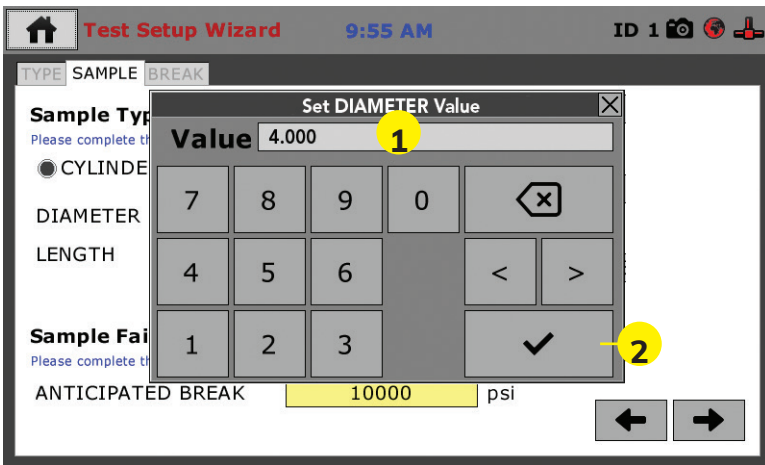 Test Setup Wizard 9:55 AM ID 1
TYPE SAMPLE BREAK
Set DIAMETER Value
Sample Typ
Value 4.000 1
Please complete th
CYLINDE
7 8 9 0
DIAMETER
LENGTH
4 5 6 < >
Sample Fai
1 2 3 2
Please complete th
ANTICIPATED BREAK 10000 psi